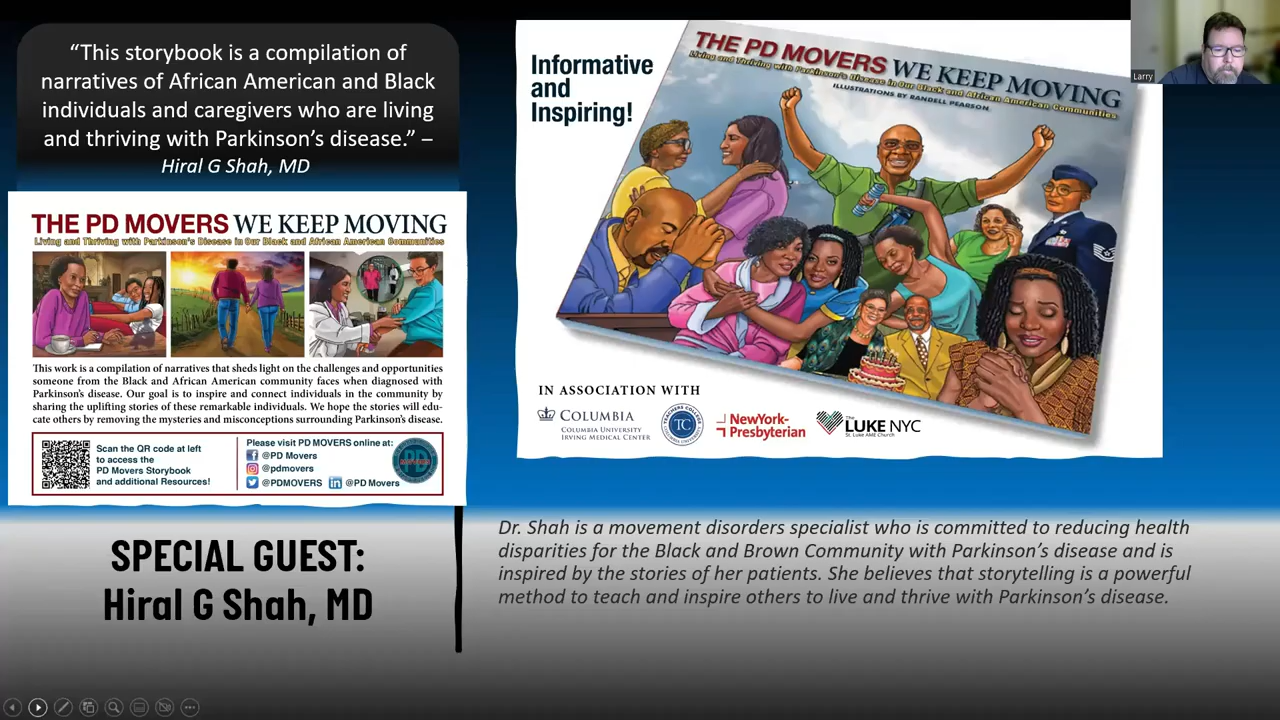 “This storybook is a compilation of
narratives of African American and Black
individuals and caregivers who are living
and thriving with Parkinson’s disease.” –
Hiral G Shah, MD
THE PD MOVERS WE KEEP MOVING
Living and Thriving with Parkinson's Disease in Our Black and African American Communities
This work is a compilation of narratives that sheds light on the challenges and opportunities
someone from the Black and African American community faces when diagnosed with
Parkinson's disease. Our goal is to inspire and connect individuals in the community by
sharing the uplifting stories of these remarkable individuals. We hope the stories will edu-
cate others by removing the mysteries and misconceptions surrounding Parkinson's disease.
Scan the QR code at left
to access the
PD Movers Storybook
and additional Resources!
Please visit PD MOVERS online at:
@PD Movers
@pdmovers
@PDMOVERS
in @PD Movers
PD
MOVERS
SPECIAL GUEST:
Hiral G Shah, MD
Informative
and
Inspiring!
THE PD MOVERS WE KEEP MOVING
Living and Thriving with Parkinson's Disease in Our Black and African American Communities
ILLUSTRATIONS BY RANDELL PEARSON
IN ASSOCIATION WITH
COLUMBIA
COLUMBIA UNIVERSITY
IRVING MEDICAL CENTER
TC
NewYork-
Presbyterian
The
LUKE NYC
St. Luke AME Church
Dr. Shah is a movement disorders specialist who is committed to reducing health
disparities for the Black and Brown Community with Parkinson’s disease and is
inspired by the stories of her patients. She believes that storytelling is a powerful
method to teach and inspire others to live and thrive with Parkinson’s disease.
Larry